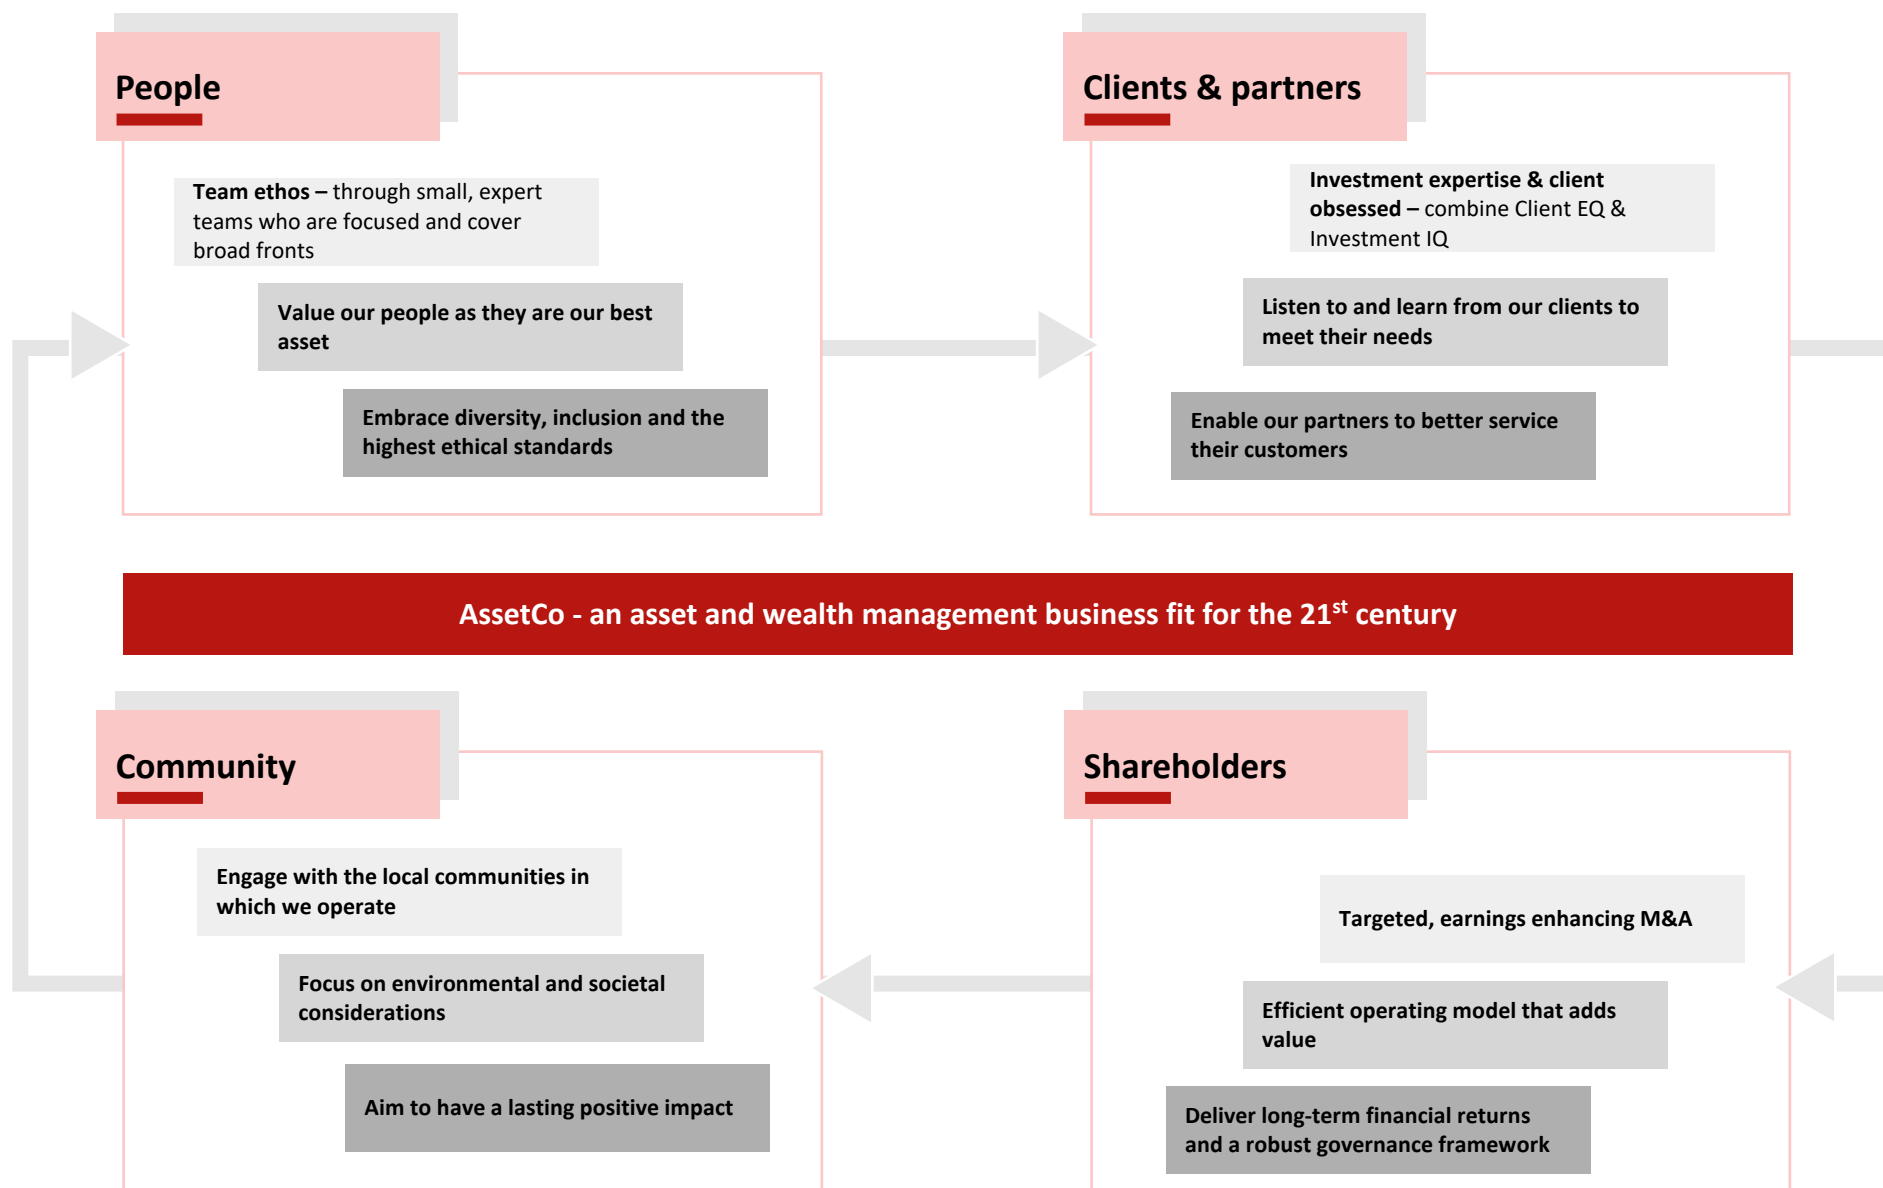 People
Team ethos – through small, expert
teams who are focused and cover
broad fronts
Value our people as they are our best
asset
Embrace diversity, inclusion and the
highest ethical standards
Clients & partners
Investment expertise & client
obsessed – combine Client EQ &
Investment IQ
Listen to and learn from our clients to
meet their needs
Enable our partners to better service
their customers
AssetCo - an asset and wealth management business fit for the 21st century
Community
Engage with the local communities in
which we operate
Focus on environmental and societal
considerations
Aim to have a lasting positive impact
Shareholders
Targeted, earnings enhancing M&A
Efficient operating model that adds
value
Deliver long-term financial returns
and a robust governance framework